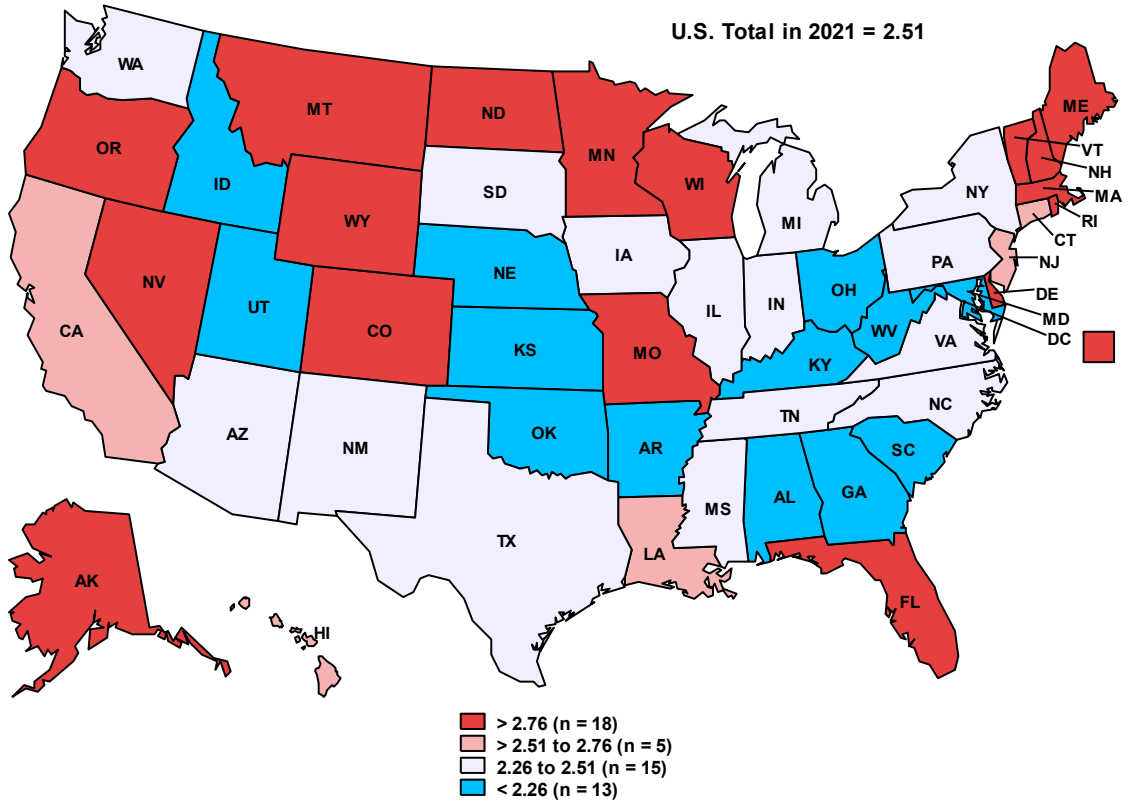 U.S. Total in 2021 = 2.51
WA
MT
ND
ME
OR
MN
VT
ID
WI
NH
SD
NY
MA
WY
MI
RI
CT
IA
NE
PA
NJ
NV
UT
OH
IN
IL
DE
CA
CO
MD
WV
DC
VA
KS
MO
KY
NC
TN
AZ
OK
NM
AR
SC
AL
GA
MS
TX
LA
AK
FL
HI
> 2.76 (n = 18)
> 2.51 to 2.76 (n = 5)
2.26 to 2.51 (n = 15)
< 2.26 (n = 13)